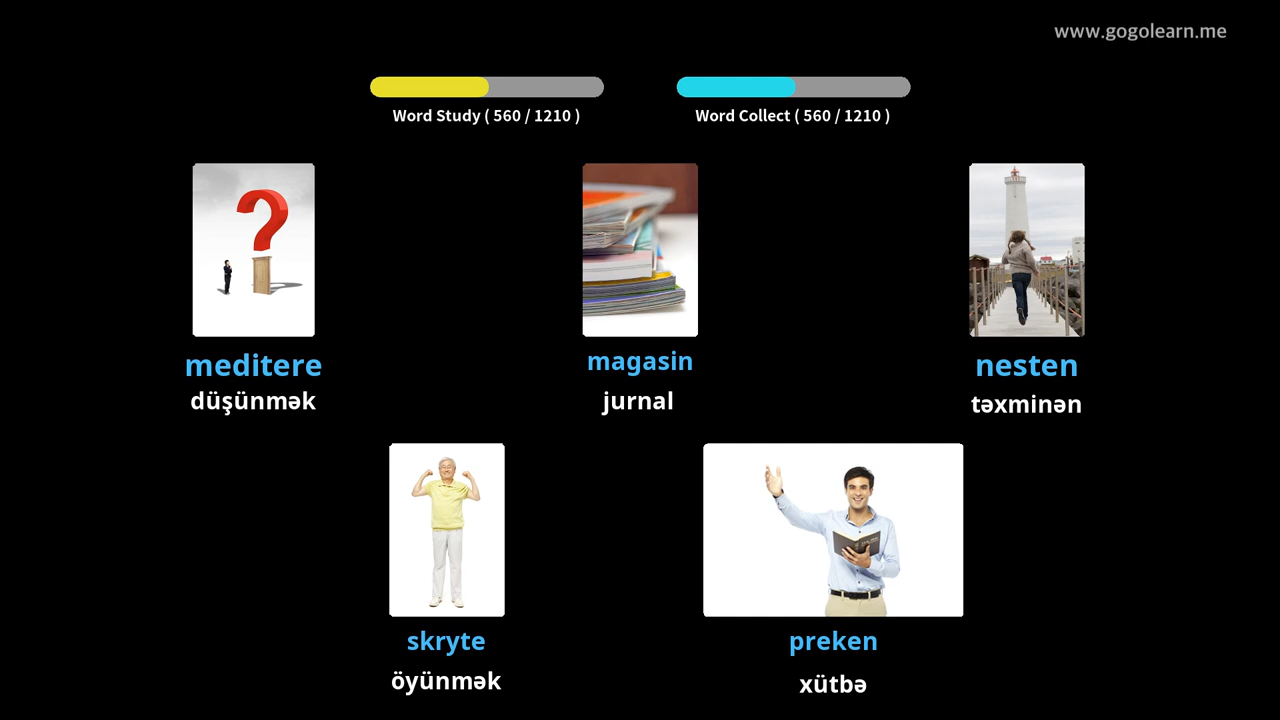 www.gogolearn.me
Word Study ( 560 / 1210 )
Word Collect ( 560 / 1210 )
meditere
düşünmək
magasin
jurnal
nesten
təxminən
skryte
öyünmək
preken
xütbə